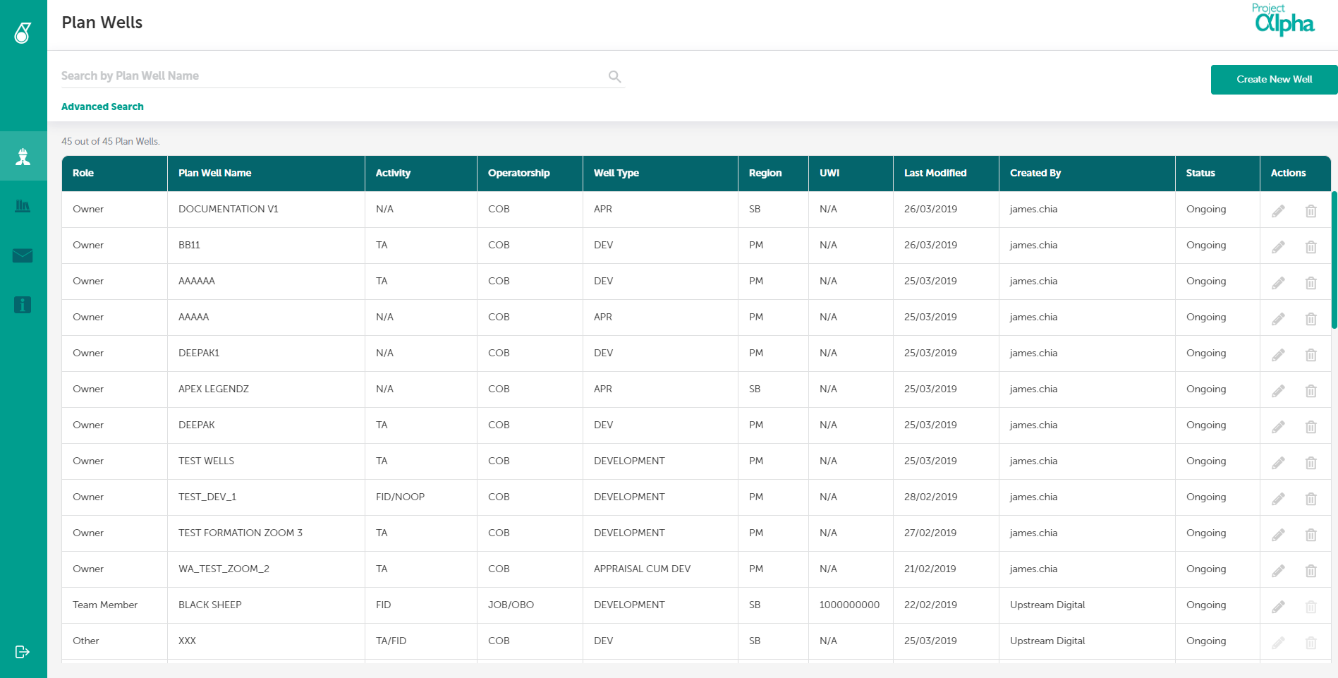 Plan Wells
Project
αlpha
Search by Plan Well Name
Create New Well
Advanced Search
45 out of 45 Plan Wells.
Role Plan Well Name Activity Operatorship Well Type Region UWI Last Modified Created By Status Actions
Owner DOCUMENTATION V1 N/A COB APR SB N/A 26/03/2019 james.chia Ongoing
Owner BB11 TA COB DEV PM N/A 26/03/2019 james.chia Ongoing
Owner AAAAAA TA COB DEV PM N/A 25/03/2019 james.chia Ongoing
Owner AAAAA N/A COB APR PM N/A 25/03/2019 james.chia Ongoing
Owner DEEPAK1 N/A COB DEV PM N/A 25/03/2019 james.chia Ongoing
Owner APEX LEGENDZ N/A COB APR SB N/A 25/03/2019 james.chia Ongoing
Owner DEEPAK TA COB DEV PM N/A 25/03/2019 james.chia Ongoing
Owner TEST WELLS TA COB DEVELOPMENT PM N/A 25/03/2019 james.chia Ongoing
Owner TEST_DEV_1 FID/NOOP COB DEVELOPMENT PM N/A 28/02/2019 james.chia Ongoing
Owner TEST FORMATION ZOOM 3 TA COB DEVELOPMENT PM N/A 27/02/2019 james.chia Ongoing
Owner WA_TEST_ZOOM_2 TA COB APPRAISAL CUM DEV PM N/A 21/02/2019 james.chia Ongoing
Team Member BLACK SHEEP FID JOB/OBO DEVELOPMENT SB 1000000000 22/02/2019 Upstream Digital Ongoing
Other XXX TA/FID COB DEV SB N/A 25/03/2019 Upstream Digital Ongoing